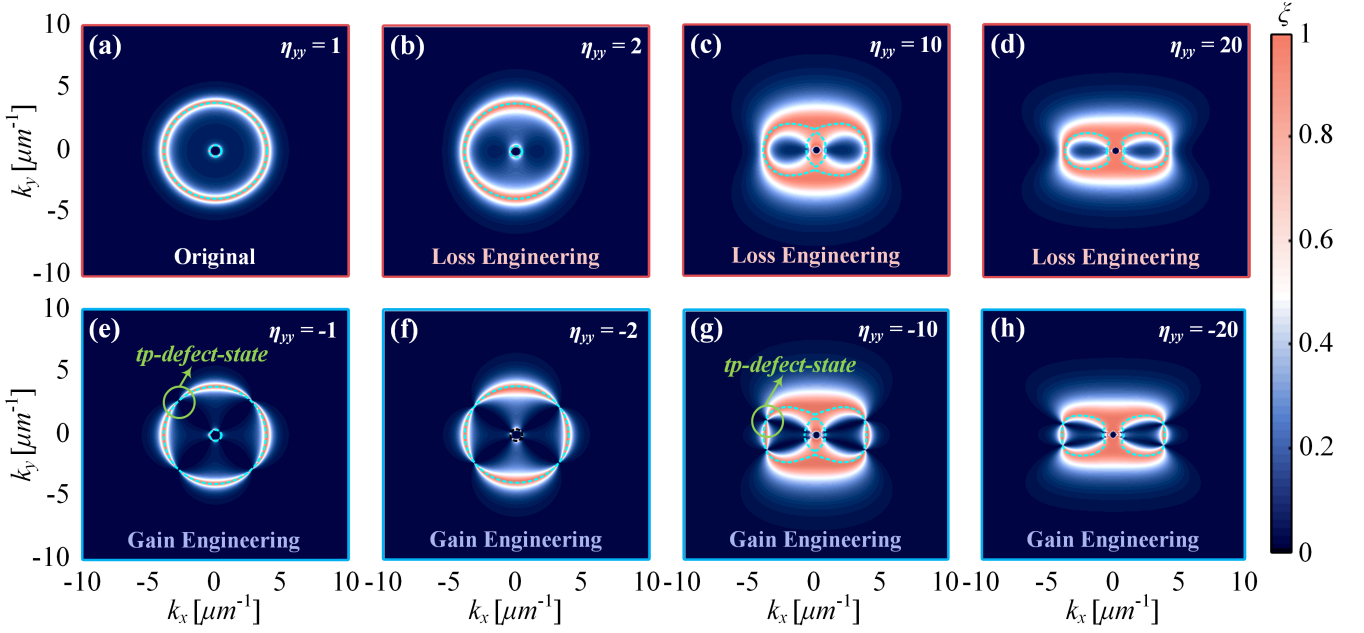 (a) η_yy = 1
(b) η_yy = 2
(c) η_yy = 10
(d) η_yy = 20
ξ
10
5
0
-5
-10
k_y [μm⁻¹]
Original
Loss Engineering
Loss Engineering
Loss Engineering
1
0.8
0.6
0.4
0.2
0
(e) η_yy = -1
tp-defect-state
(f) η_yy = -2
(g) η_yy = -10
tp-defect-state
(h) η_yy = -20
10
5
0
-5
-10
k_y [μm⁻¹]
Gain Engineering
Gain Engineering
Gain Engineering
Gain Engineering
-10 -5 0 5 10
-5 0 5 10
-10 -5 0 5 10
-5 0 5 10
k_x [μm⁻¹]
k_x [μm⁻¹]
k_x [μm⁻¹]
k_x [μm⁻¹]